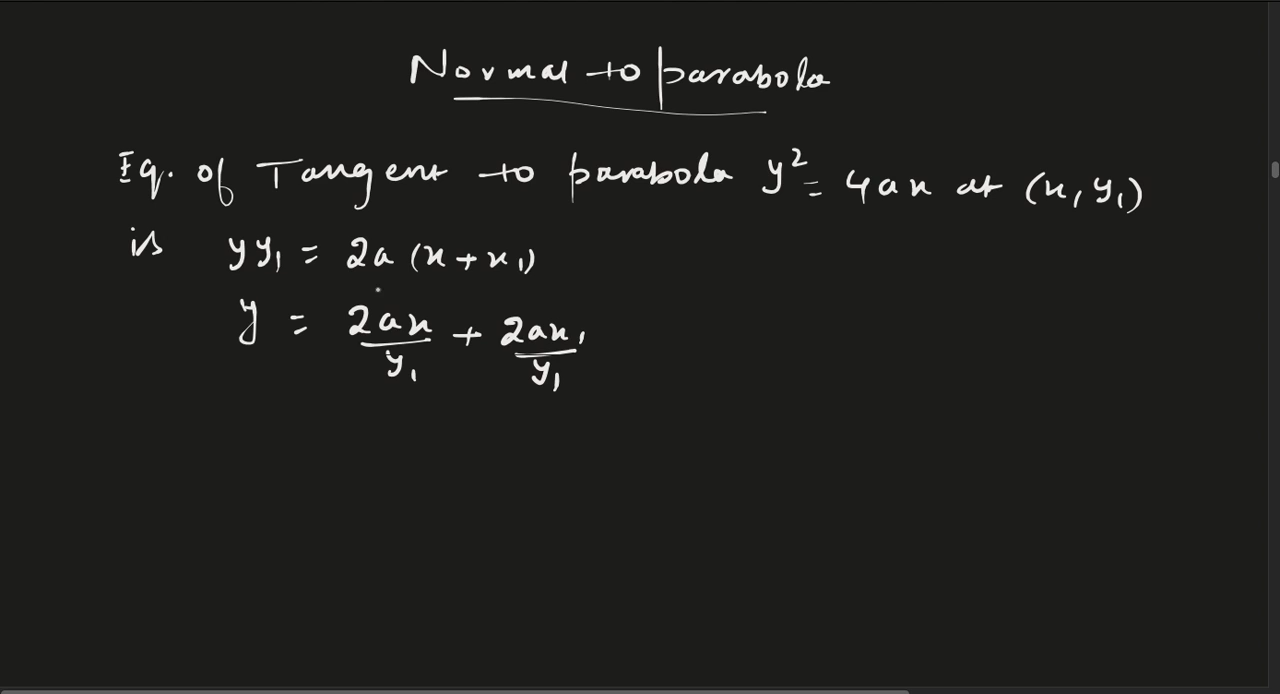 Normal to parabola
Eq. of Tangent to parabola y² = 4ax at (x₁ y₁)
is yy₁ = 2a (x + x₁)
y = 2ax/y₁ + 2ax₁/y₁